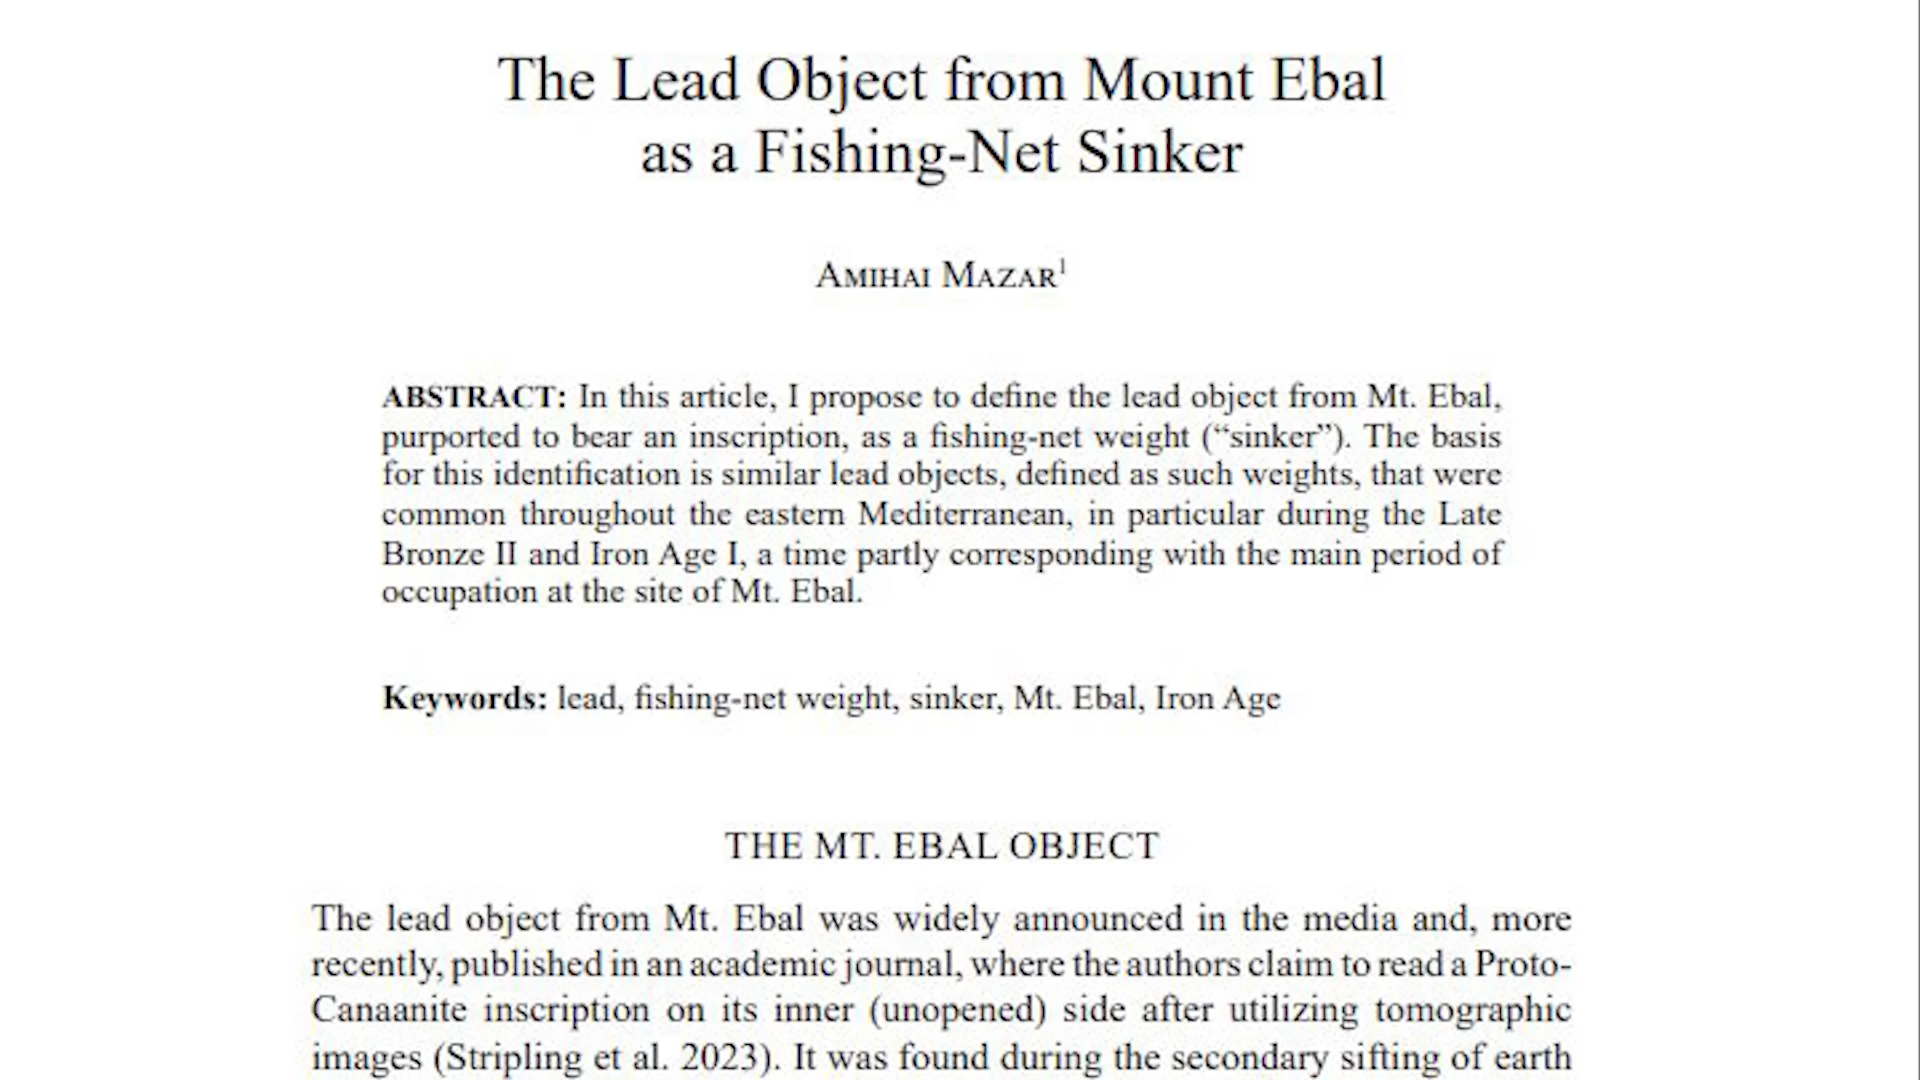 The Lead Object from Mount Ebal
as a Fishing-Net Sinker
Amihai Mazar¹
ABSTRACT: In this article, I propose to define the lead object from Mt. Ebal,
purported to bear an inscription, as a fishing-net weight (“sinker”). The basis
for this identification is similar lead objects, defined as such weights, that were
common throughout the eastern Mediterranean, in particular during the Late
Bronze II and Iron Age I, a time partly corresponding with the main period of
occupation at the site of Mt. Ebal.
Keywords: lead, fishing-net weight, sinker, Mt. Ebal, Iron Age
THE MT. EBAL OBJECT
The lead object from Mt. Ebal was widely announced in the media and, more
recently, published in an academic journal, where the authors claim to read a Proto-
Canaanite inscription on its inner (unopened) side after utilizing tomographic
images (Stripling et al. 2023). It was found during the secondary sifting of earth